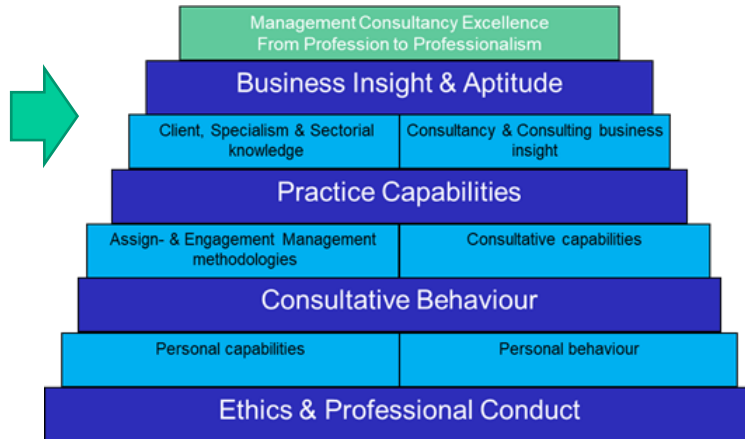 Management Consultancy Excellence
From Profession to Professionalism
Business Insight & Aptitude
Client, Specialism & Sectorial
knowledge
Consultancy & Consulting business
insight
Practice Capabilities
Assign- & Engagement Management
methodologies
Consultative capabilities
Consultative Behaviour
Personal capabilities
Personal behaviour
Ethics & Professional Conduct